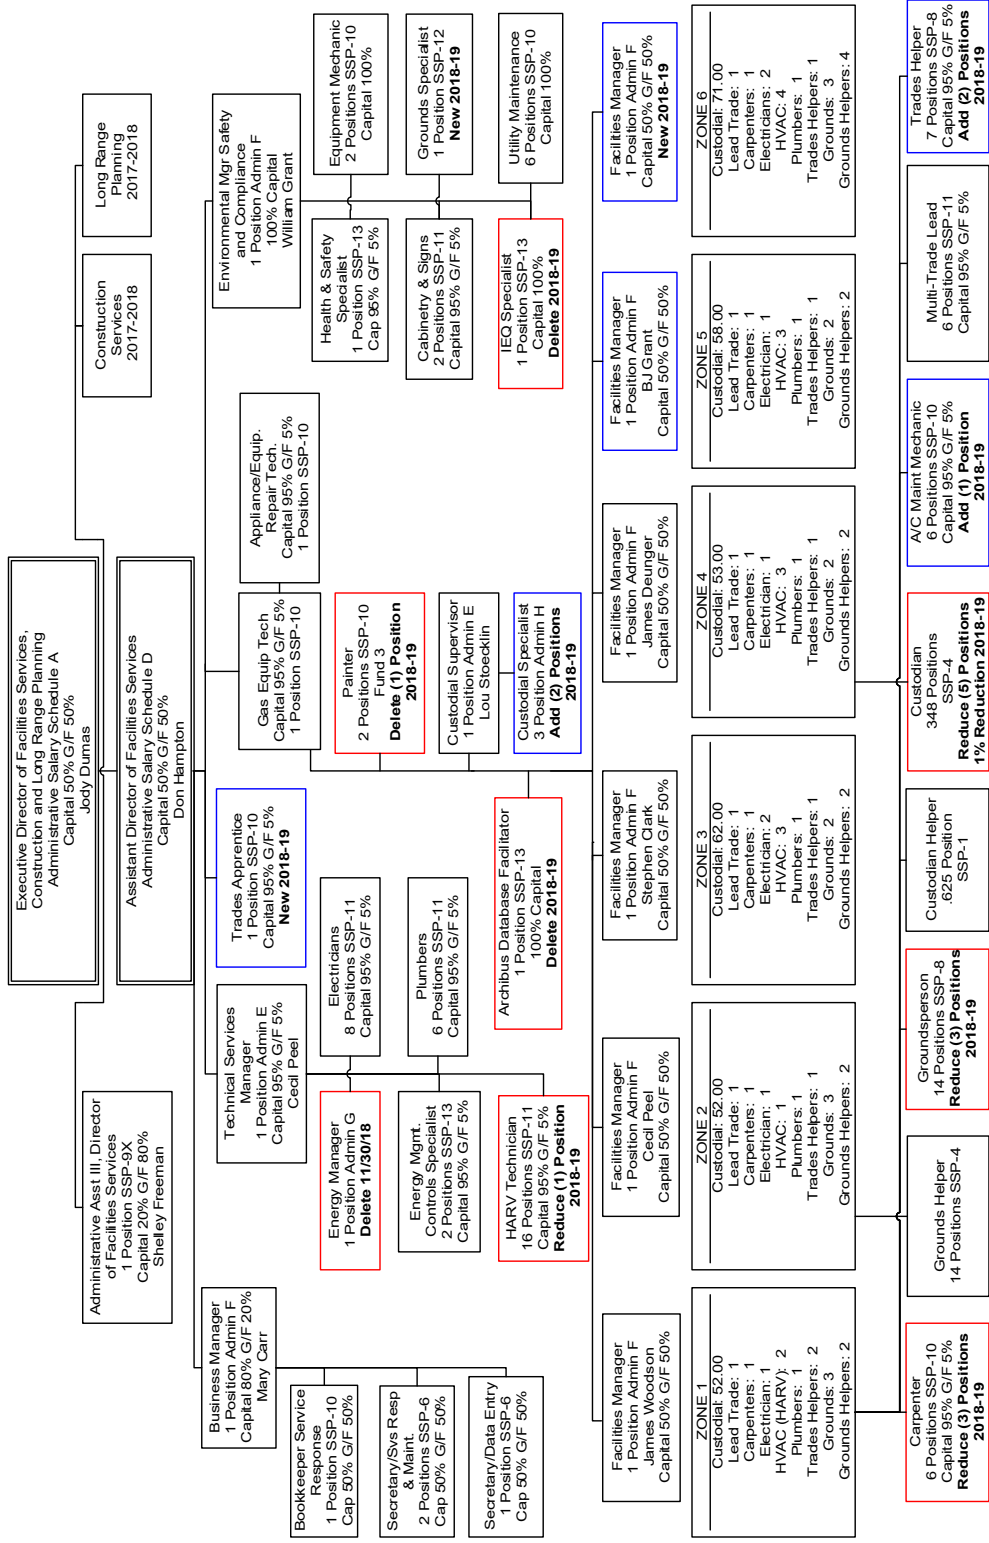 Executive Director of Facilities Services,
Construction and Long Range Planning
Administrative Salary Schedule A
Capital 50% G/F 50%
Jody Dumas
Administrative Asst III, Director
of Facilities Services
1 Position SSP-9X
Capital 20% G/F 80%
Shelley Freeman
Assistant Director of Facilities Services
Administrative Salary Schedule D
Capital 50% G/F 50%
Don Hampton
Construction
Services
2017-2018
Long Range
Planning
2017-2018
Business Manager
1 Position Admin F
Capital 80% G/F 20%
Mary Carr
Technical Services
Manager
1 Position Admin E
Capital 95% G/F 5%
Cecil Peel
Trades Apprentice
1 Position SSP-10
Capital 95% G/F 5%
New 2018-19
Gas Equip Tech
Capital 95% G/F 5%
1 Position SSP-10
Appliance/Equip.
Repair Tech.
Capital 95% G/F 5%
1 Position SSP-10
Environmental Mgr Safety
and Compliance
1 Position Admin F
100% Capital
William Grant
Bookkeeper Service
Response
1 Position SSP-10
Cap 50% G/F 50%
Secretary/Svs Resp
& Maint.
2 Positions SSP-6
Cap 50% G/F 50%
Secretary/Data Entry
1 Position SSP-6
Cap 50% G/F 50%
Energy Manager
1 Position Admin G
Delete 11/30/18
Electricians
8 Positions SSP-11
Capital 95% G/F 5%
Energy Mgmt.
Controls Specialist
2 Positions SSP-13
Capital 95% G/F 5%
Plumbers
6 Positions SSP-11
Capital 95% G/F 5%
HARV Technician
16 Positions SSP-11
Capital 95% G/F 5%
Reduce (1) Position
2018-19
Painter
2 Positions SSP-10
Fund 3
Delete (1) Position
2018-19
Custodial Supervisor
1 Position Admin E
Lou Stoecklin
Archibus Database Facilitator
1 Position SSP-13
100% Capital
Delete 2018-19
Custodial Specialist
3 Position Admin H
Add (2) Positions
2018-19
Health & Safety
Specialist
1 Position SSP-13
Cap 95% G/F 5%
Equipment Mechanic
2 Positions SSP-10
Capital 100%
Cabinetry & Signs
2 Positions SSP-11
Capital 95% G/F 5%
Grounds Specialist
1 Position SSP-12
New 2018-19
IEQ Specialist
1 Position SSP-13
Capital 100%
Delete 2018-19
Utility Maintenance
6 Positions SSP-10
Capital 100%
Facilities Manager
1 Position Admin F
James Woodson
Capital 50% G/F 50%
Facilities Manager
1 Position Admin F
Cecil Peel
Capital 50% G/F 50%
Facilities Manager
1 Position Admin F
Stephen Clark
Capital 50% G/F 50%
Facilities Manager
1 Position Admin F
James Deunger
Capital 50% G/F 50%
Facilities Manager
1 Position Admin F
BJ Grant
Capital 50% G/F 50%
Facilities Manager
1 Position Admin F
Capital 50% G/F 50%
New 2018-19
ZONE 1
Custodial: 52.00
Lead Trade: 1
Carpenters: 1
Electrician: 1
HVAC (HARV): 2
Plumbers: 1
Trades Helpers: 2
Grounds: 3
Grounds Helpers: 2
ZONE 2
Custodial: 52.00
Lead Trade: 1
Carpenters: 1
Electrician: 1
HVAC: 1
Plumbers: 1
Trades Helpers: 1
Grounds: 3
Grounds Helpers: 2
ZONE 3
Custodial: 62.00
Lead Trade: 1
Carpenters: 1
Electrician: 2
HVAC: 3
Plumbers: 1
Trades Helpers: 1
Grounds: 2
Grounds Helpers: 2
ZONE 4
Custodial: 53.00
Lead Trade: 1
Carpenters: 1
Electrician: 1
HVAC: 3
Plumbers: 1
Trades Helpers: 1
Grounds: 2
Grounds Helpers: 2
ZONE 5
Custodial: 58.00
Lead Trade: 1
Carpenters: 1
Electrician: 1
HVAC: 3
Plumbers: 1
Trades Helpers: 1
Grounds: 2
Grounds Helpers: 2
ZONE 6
Custodial: 71.00
Lead Trade: 1
Carpenters: 1
Electricians: 2
HVAC: 4
Plumbers: 1
Trades Helpers: 1
Grounds: 3
Grounds Helpers: 4
Carpenter
6 Positions SSP-10
Capital 95% G/F 5%
Reduce (3) Positions
2018-19
Grounds Helper
14 Positions SSP-4
Groundsperson
14 Positions SSP-8
Reduce (3) Positions
2018-19
Custodian Helper
.625 Position
SSP-1
Custodian
348 Positions
SSP-4
Reduce (5) Positions
1% Reduction 2018-19
A/C Maint Mechanic
6 Positions SSP-10
Capital 95% G/F 5%
Add (1) Position
2018-19
Multi-Trade Lead
6 Positions SSP-11
Capital 95% G/F 5%
Trades Helper
7 Positions SSP-8
Capital 95% G/F 5%
Add (2) Positions
2018-19